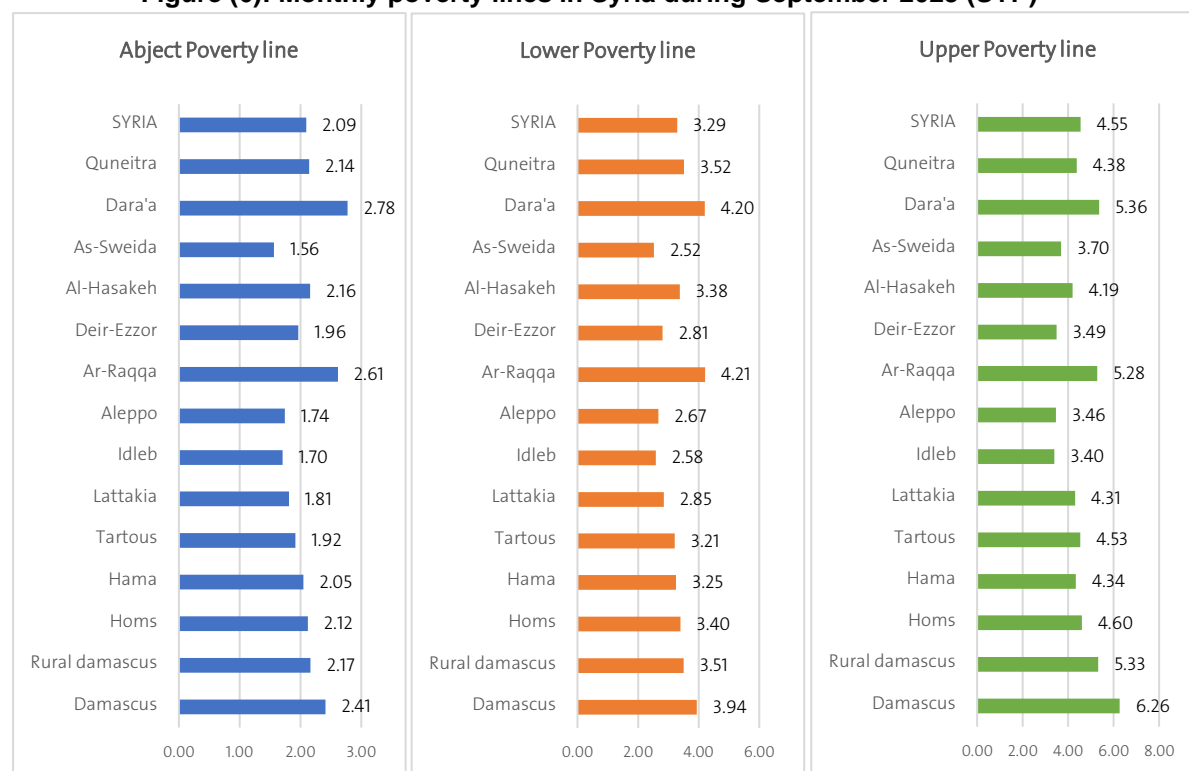 Monthly poverty lines in Syria during September
Abject Poverty line
SYRIA 2.09
Quneitra 2.14
Dara'a 2.78
As-Sweida 1.56
Al-Hasakeh 2.16
Deir-Ezzor 1.96
Ar-Raqqa 2.61
Aleppo 1.74
Idleb 1.70
Lattakia 1.81
Tartous 1.92
Hama 2.05
Homs 2.12
Rural damascus 2.17
Damascus 2.41
0.00 1.00 2.00 3.00
Lower Poverty line
SYRIA 3.29
Quneitra 3.52
Dara'a 4.20
As-Sweida 2.52
Al-Hasakeh 3.38
Deir-Ezzor 2.81
Ar-Raqqa 4.21
Aleppo 2.67
Idleb 2.58
Lattakia 2.85
Tartous 3.21
Hama 3.25
Homs 3.40
Rural damascus 3.51
Damascus 3.94
0.00 2.00 4.00 6.00
Upper Poverty line
SYRIA 4.55
Quneitra 4.38
Dara'a 5.36
As-Sweida 3.70
Al-Hasakeh 4.19
Deir-Ezzor 3.49
Ar-Raqqa 5.28
Aleppo 3.46
Idleb 3.40
Lattakia 4.31
Tartous 4.53
Hama 4.34
Homs 4.60
Rural damascus 5.33
Damascus 6.26
0.00 2.00 4.00 6.00 8.00